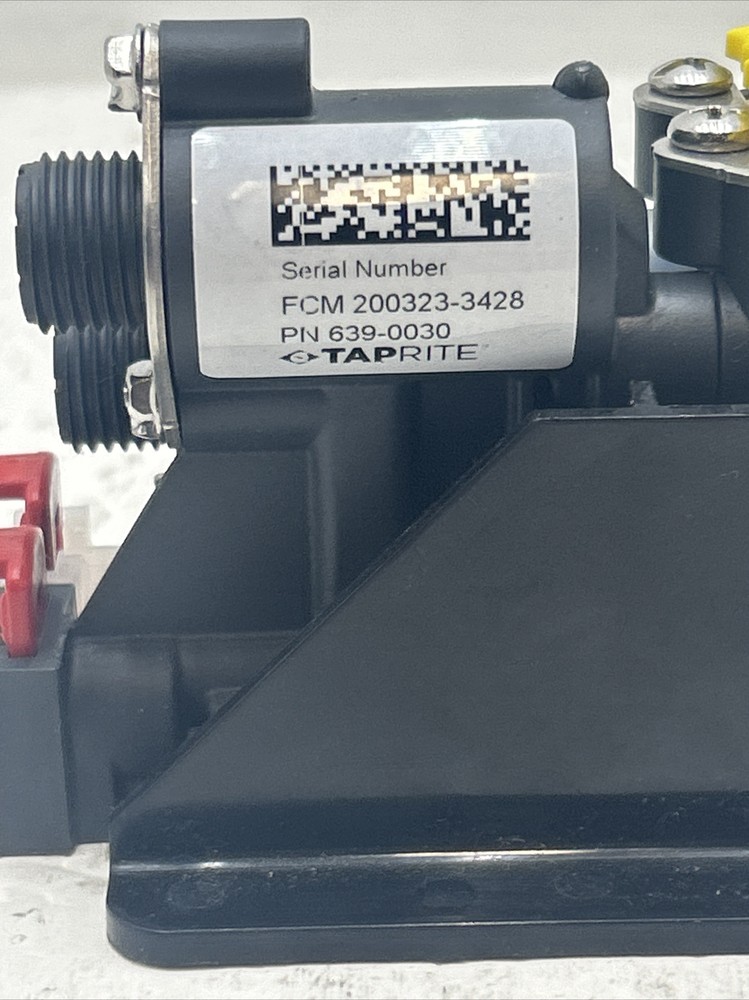 Serial Number
FCM 200323-3428
PN 639-0030
TAPRITE